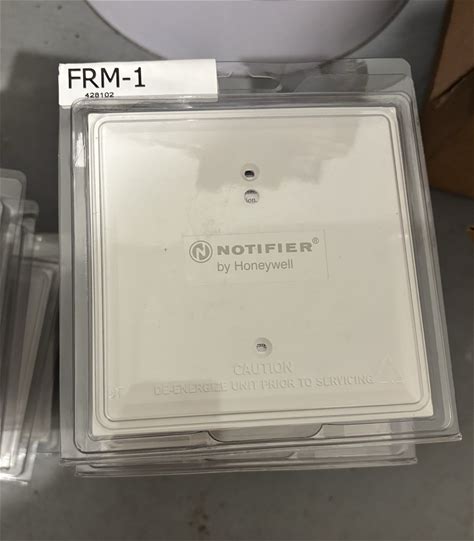 FRM-1
428102
NOTIFIER®
by Honeywell
CAUTION
DE-ENERGIZE UNIT PRIOR TO SERVICING